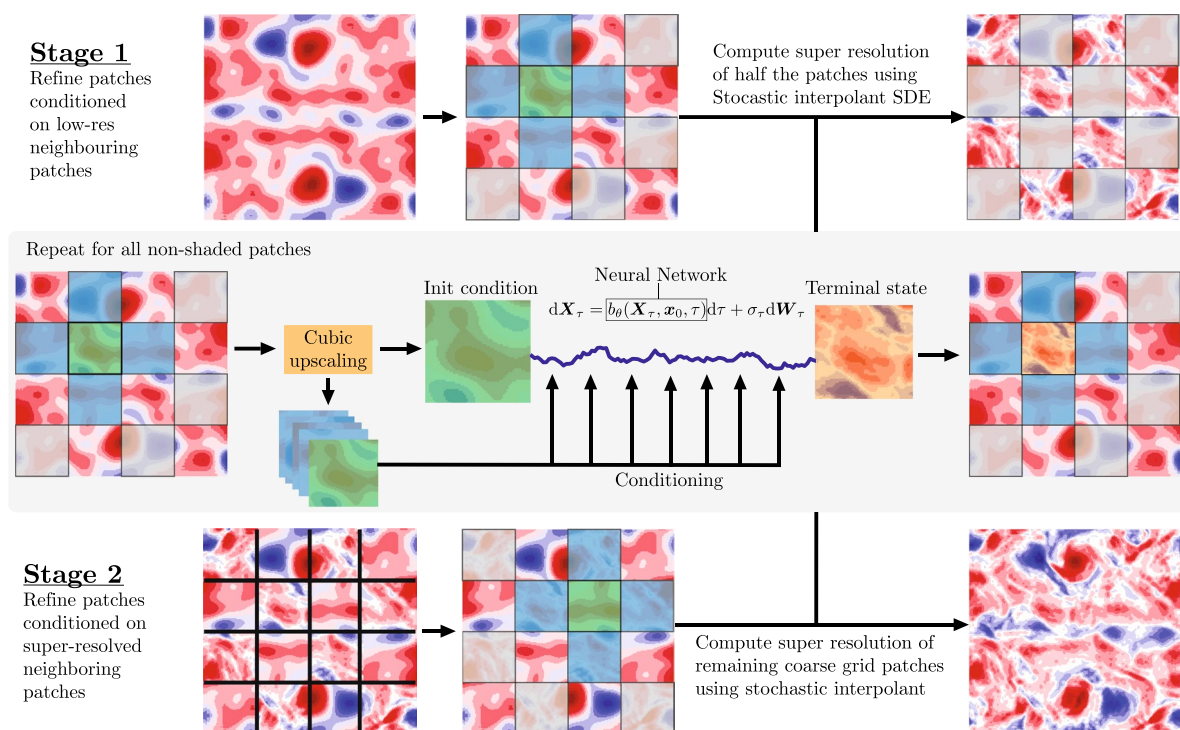 Stage 1
Refine patches
conditioned
on low-res
neighbouring
patches
Compute super resolution
of half the patches using
Stocastic interpolant SDE
Repeat for all non-shaded patches
Cubic
upscaling
Init condition
Neural Network
d𝑿_τ = b_θ(𝑿_τ, 𝒙_0, τ)dτ + σ_τ d𝑾_τ
Terminal state
Conditioning
Stage 2
Refine patches
conditioned on
super-resolved
neighboring
patches
Compute super resolution of
remaining coarse grid patches
using stochastic interpolant